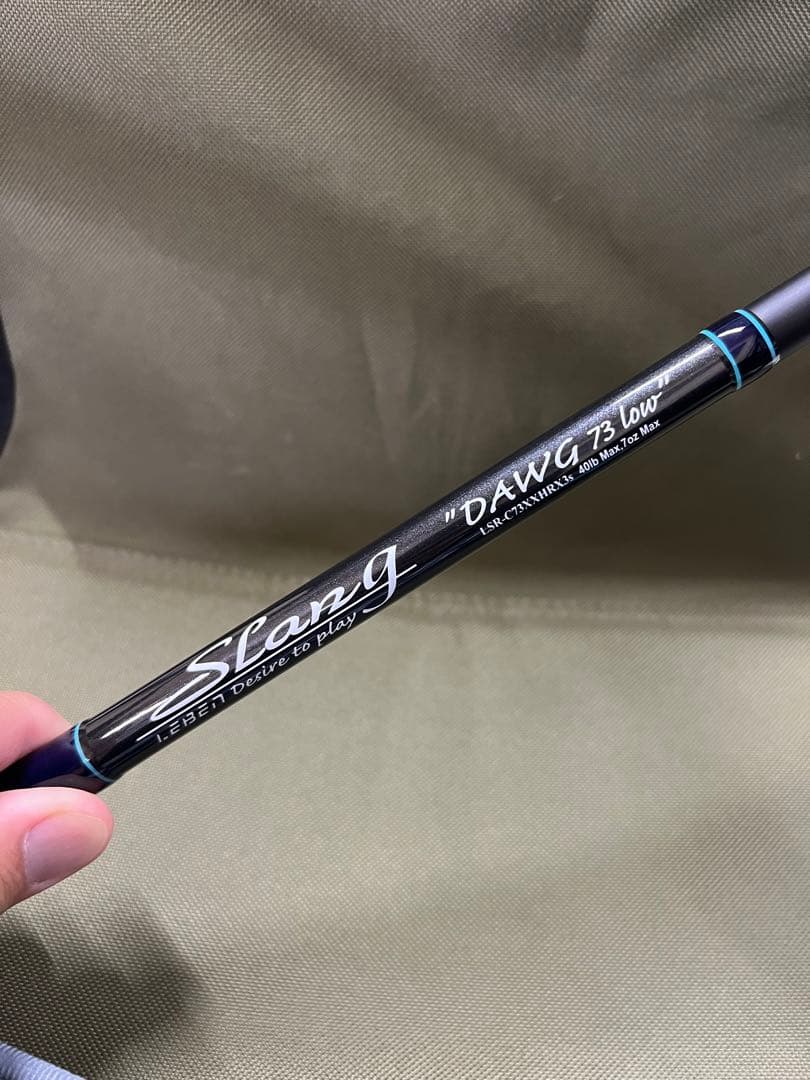 Slang
LEBEN Desire to play
"DAWG 73 low"
LSR-C73XXHRX3s 40lb Max,7oz Max